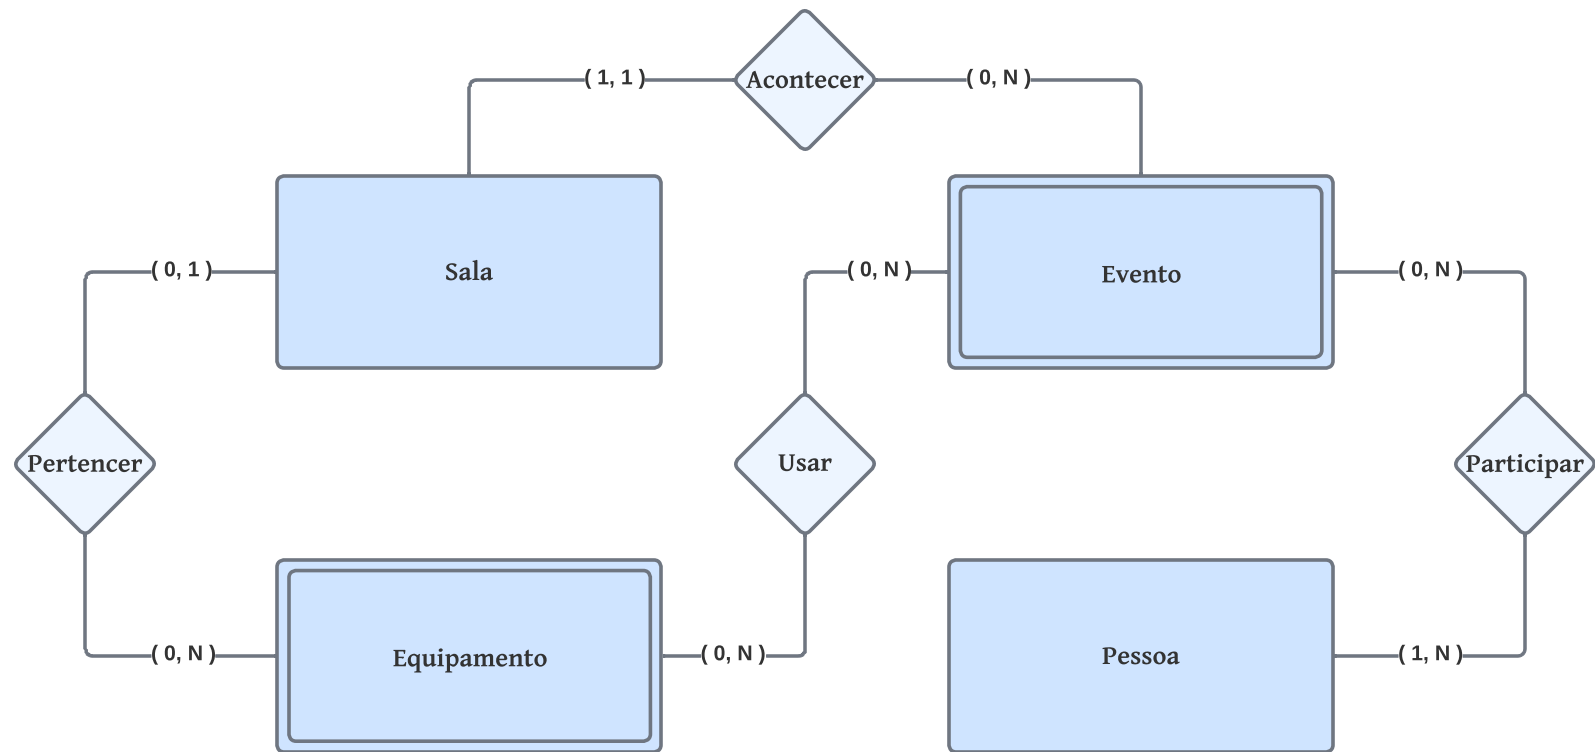 Acontecer
( 1, 1 )
( 0, N )
Sala
Evento
( 0, 1 )
( 0, N )
( 0, N )
Pertencer
Usar
Participar
Equipamento
Pessoa
( 0, N )
( 0, N )
( 1, N )